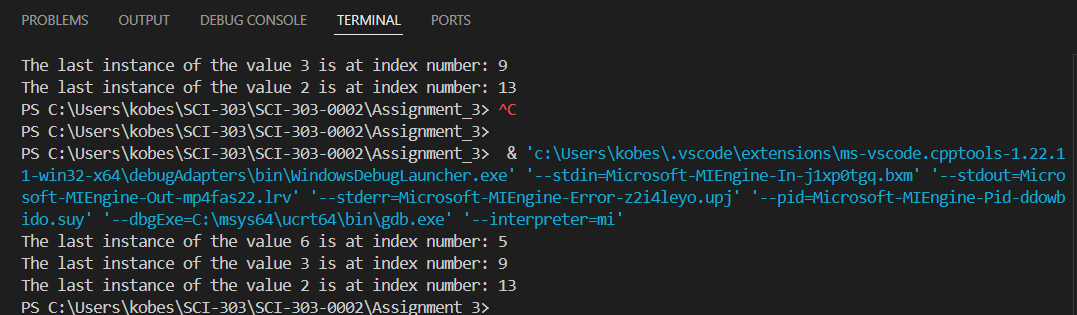 PROBLEMS OUTPUT DEBUG CONSOLE TERMINAL PORTS
The last instance of the value 3 is at index number: 9
The last instance of the value 2 is at index number: 13
PS C:\Users\kobes\SCI-303\SCI-303-0002\Assignment_3> ^C
PS C:\Users\kobes\SCI-303\SCI-303-0002\Assignment_3>
PS C:\Users\kobes\SCI-303\SCI-303-0002\Assignment_3>  & 'c:\Users\kobes\.vscode\extensions\ms-vscode.cpptools-1.22.1
1-win32-x64\debugAdapters\bin\WindowsDebugLauncher.exe' '--stdin=Microsoft-MIEngine-In-j1xp0tgq.bxm' '--stdout=Micro
soft-MIEngine-Out-mp4fas22.lrv' '--stderr=Microsoft-MIEngine-Error-z2i4leyo.upj' '--pid=Microsoft-MIEngine-Pid-ddowb
ido.suy' '--dbgExe=C:\msys64\ucrt64\bin\gdb.exe' '--interpreter=mi'
The last instance of the value 6 is at index number: 5
The last instance of the value 3 is at index number: 9
The last instance of the value 2 is at index number: 13
PS C:\Users\kobes\SCI-303\SCI-303-0002\Assignment_3>